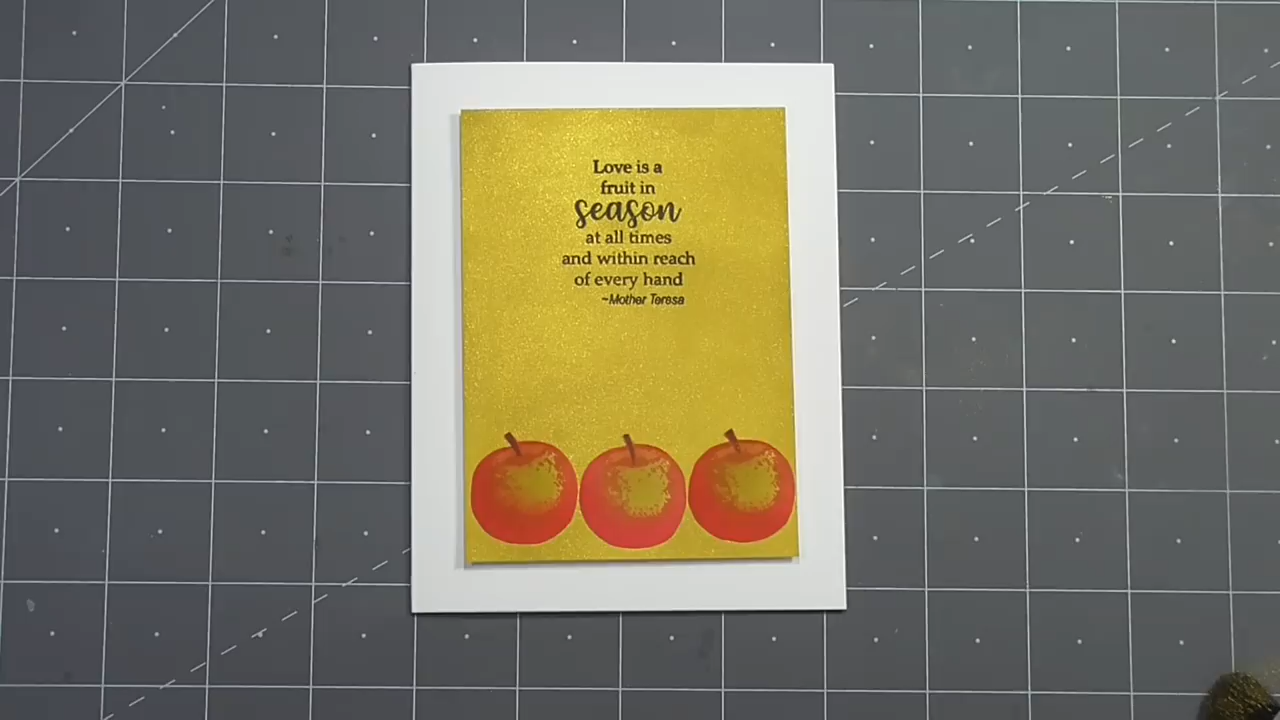 Love is a
fruit in
season
at all times
and within reach
of every hand
~Mother Teresa